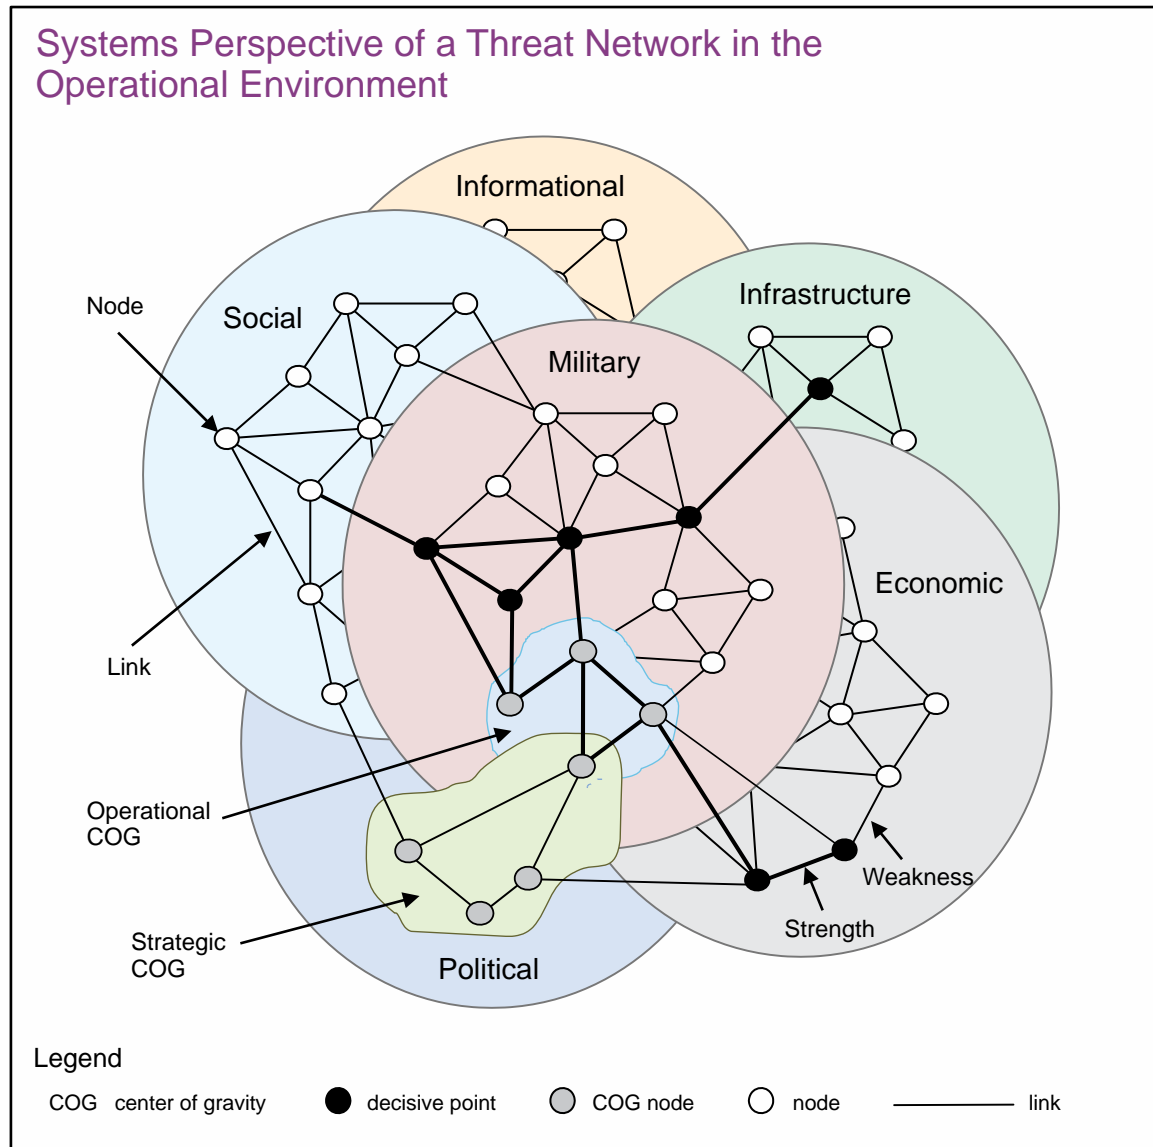 Systems Perspective of a Threat Network in the
Operational Environment
Informational
Infrastructure
Node
Social
Military
Economic
Link
Operational
COG
Weakness
Strength
Strategic
COG
Political
Legend
COG center of gravity decisive point COG node node link